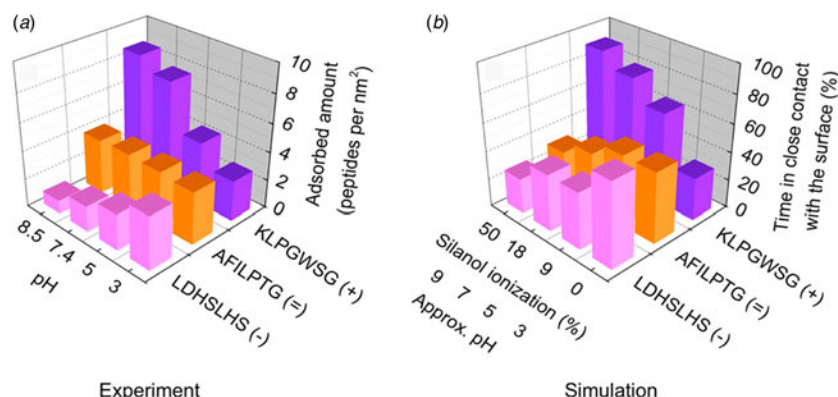 (a)
10
8
6
4
2
0
Adsorbed amount
(peptides per nm²)
8.5
7.4
5
3
pH
KLPGWSG (+)
AFILPTG (=)
LDHSLHS (-)
Experiment
(b)
100
80
60
40
20
0
Time in close contact
with the surface (%)
50
18
9
0
Silanol ionization (%)
9
7
5
3
Approx. pH
KLPGWSG (+)
AFILPTG (=)
LDHSLHS (-)
Simulation